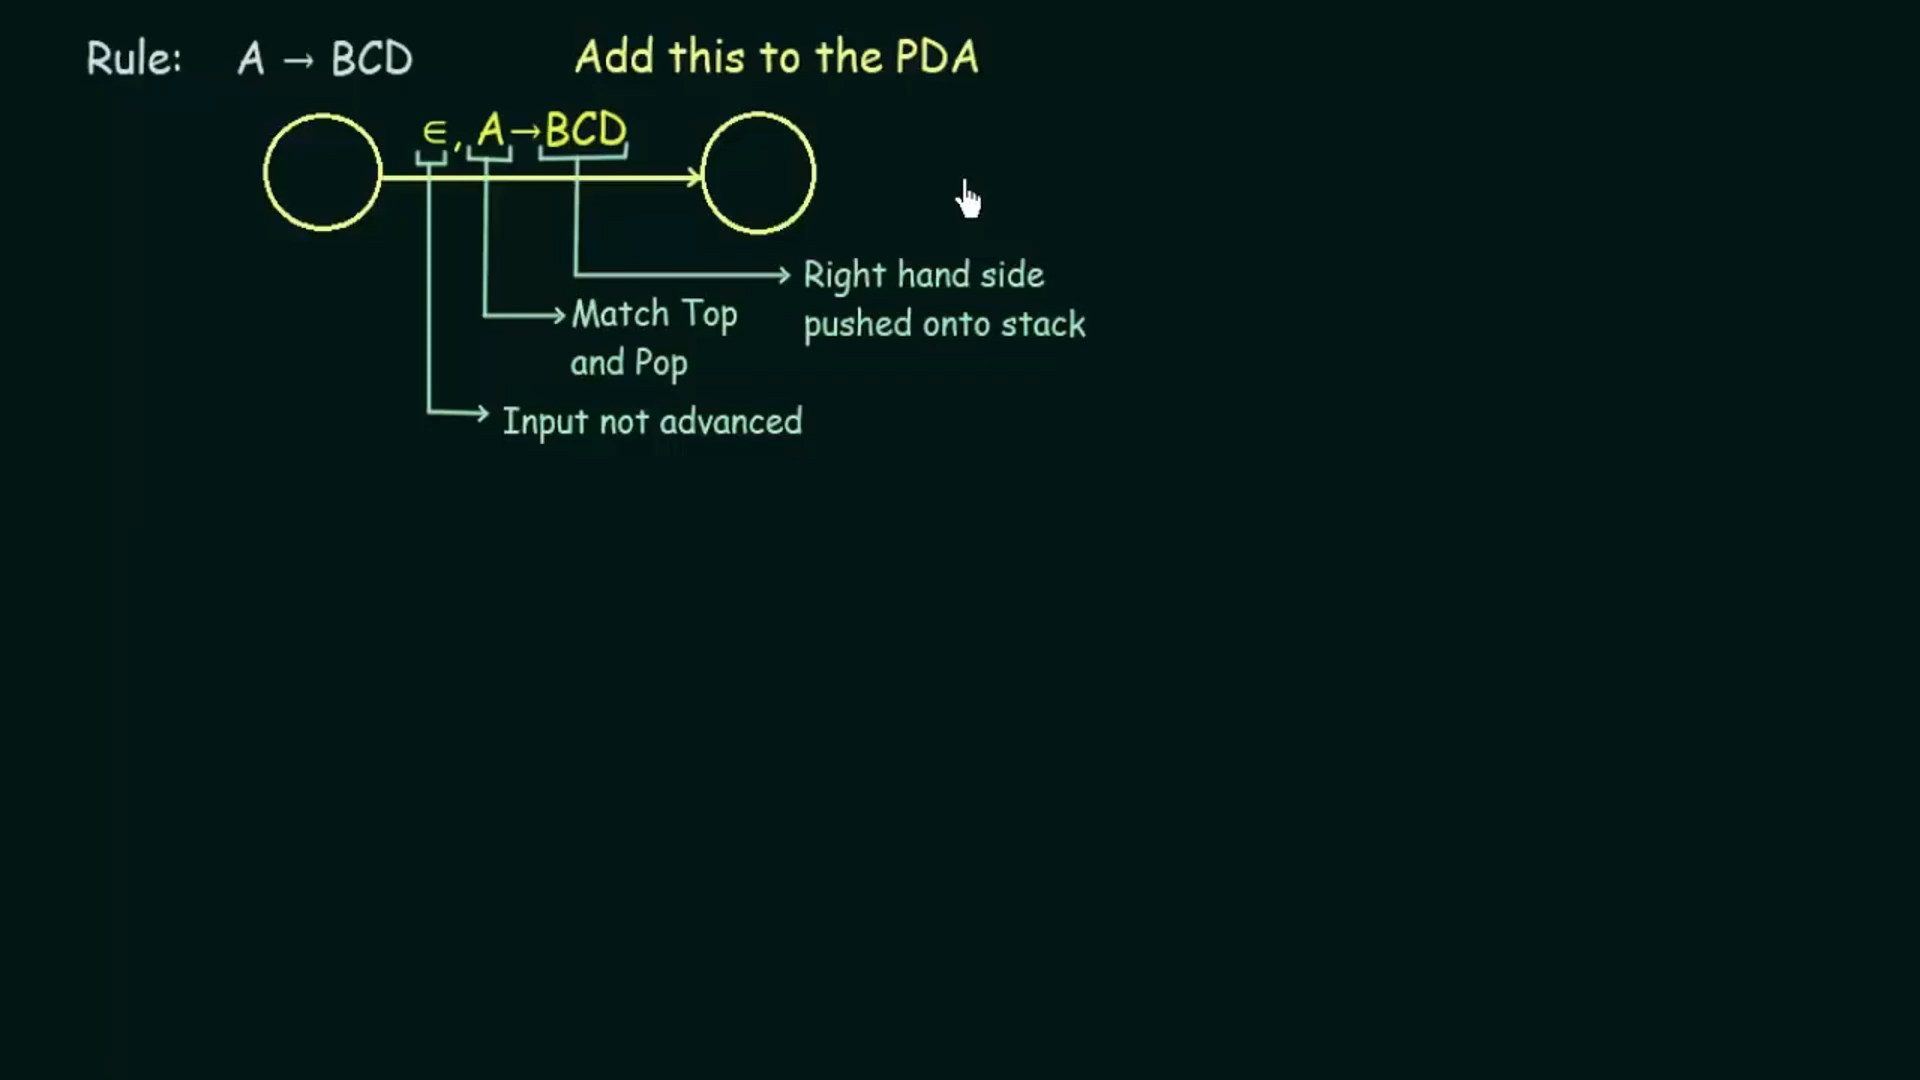 Rule: A → BCD
Add this to the PDA
∈, A→BCD
Right hand side
pushed onto stack
Match Top
and Pop
Input not advanced